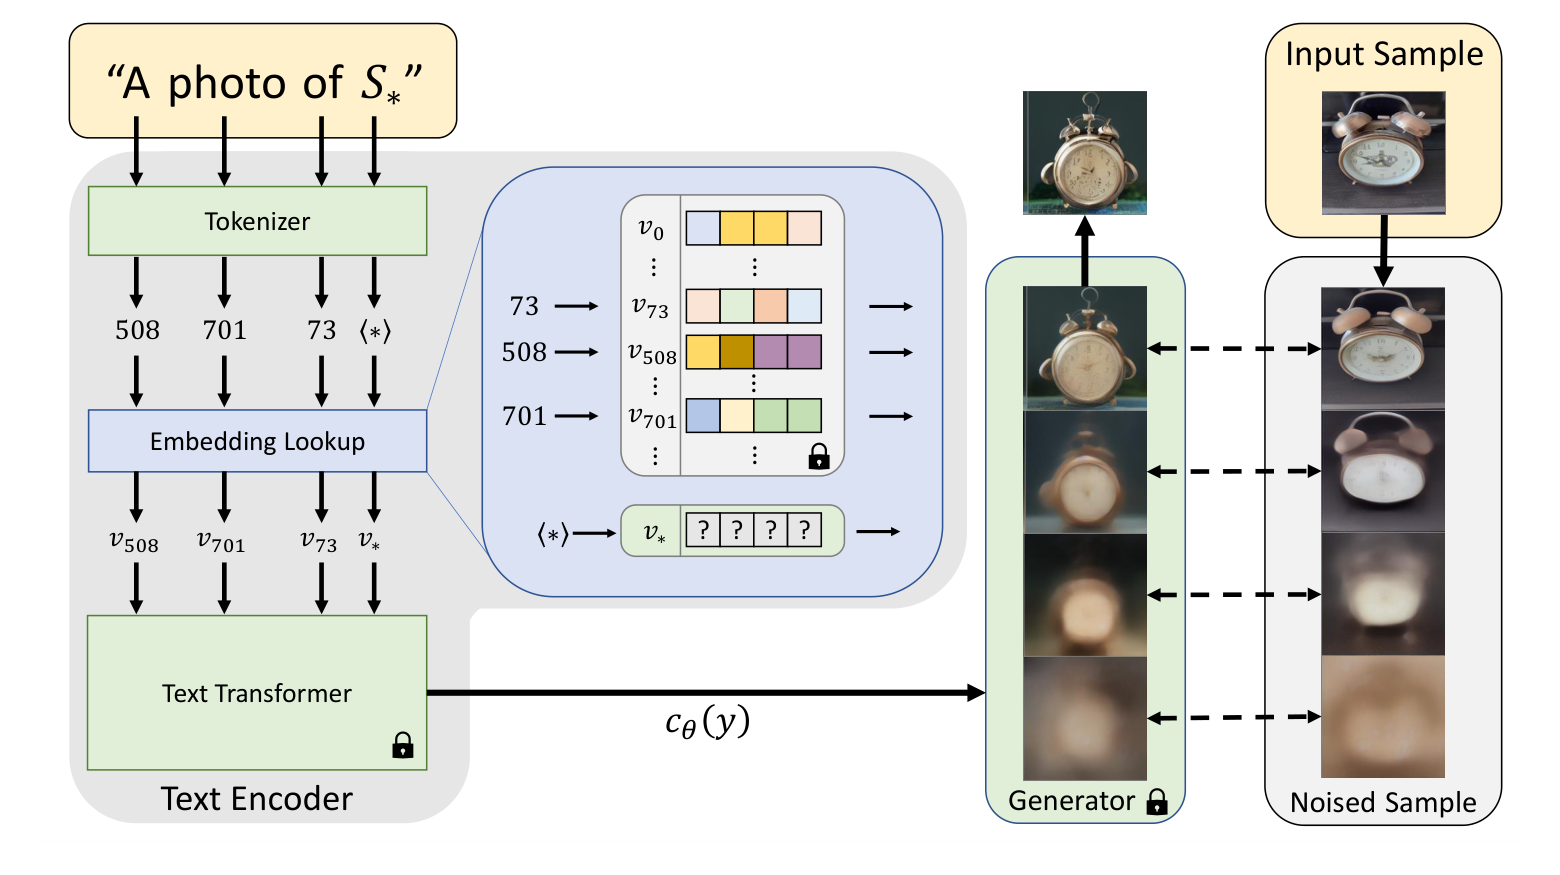 “A photo of S*”
Tokenizer
508 701 73 ⟨*⟩
Embedding Lookup
v508 v701 v73 v*
Text Transformer
Text Encoder
v0
⋮ ⋮
73 v73
508 v508
⋮ ⋮
701 v701
⋮ ⋮
⟨*⟩ v* ? ? ? ?
cθ(y)
Generator
Input Sample
Noised Sample